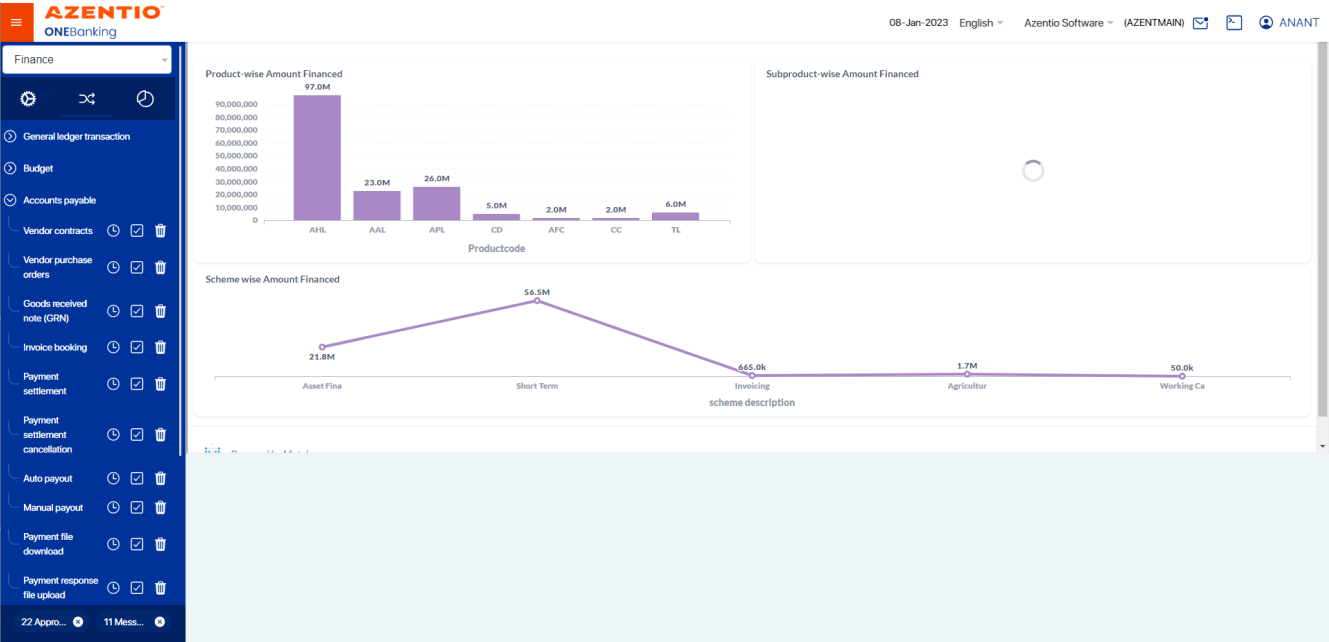 AZENTIO
ONEBanking
08-Jan-2023 English Azentio Software (AZENTMAIN) ANANT
Finance
General ledger transaction
Budget
Accounts payable
Vendor contracts
Vendor purchase
orders
Goods received
note (GRN)
Invoice booking
Payment
settlement
Payment
settlement
cancellation
Auto payout
Manual payout
Payment file
download
Payment response
file upload
22 Appro...
11 Mess...
Product-wise Amount Financed
97.0M
90,000,000
80,000,000
70,000,000
60,000,000
50,000,000
40,000,000
30,000,000
20,000,000
10,000,000
0
23.0M
26.0M
5.0M
2.0M
2.0M
6.0M
AHL AAL APL CD AFC CC TL
Productcode
Subproduct-wise Amount Financed
Scheme wise Amount Financed
56.5M
21.8M
665.0k
1.7M
50.0k
Asset Fina Short Term Invoicing Agricultur Working Ca
scheme description